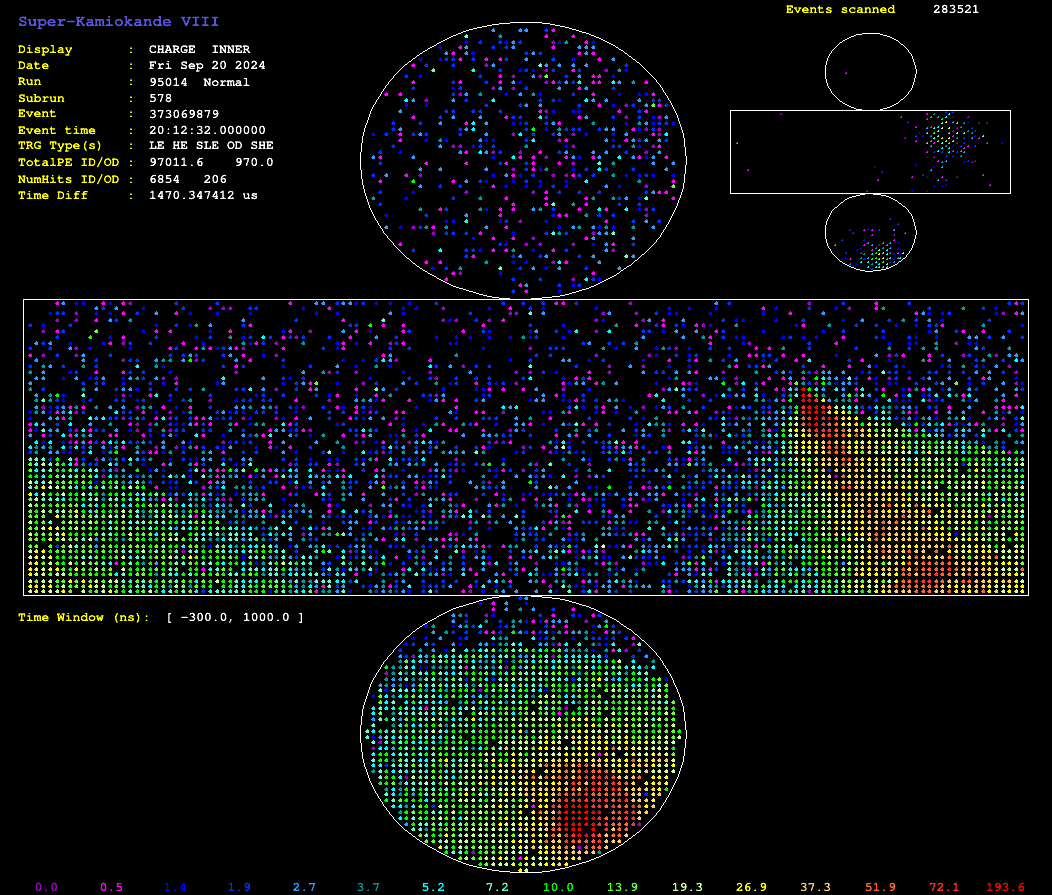 Super-Kamiokande VIII
Events scanned 283521
Display : CHARGE INNER
Date : Fri Sep 20 2024
Run : 95014 Normal
Subrun : 578
Event : 373069879
Event time : 20:12:32.000000
TRG Type(s) : LE HE SLE OD SHE
TotalPE ID/OD : 97011.6 970.0
NumHits ID/OD : 6854 206
Time Diff : 1470.347412 us
Time Window (ns): [ -300.0, 1000.0 ]
0.0 0.5 1.4 1.9 2.7 3.7 5.2 7.2 10.0 13.9 19.3 26.9 37.3 51.9 72.1 193.6